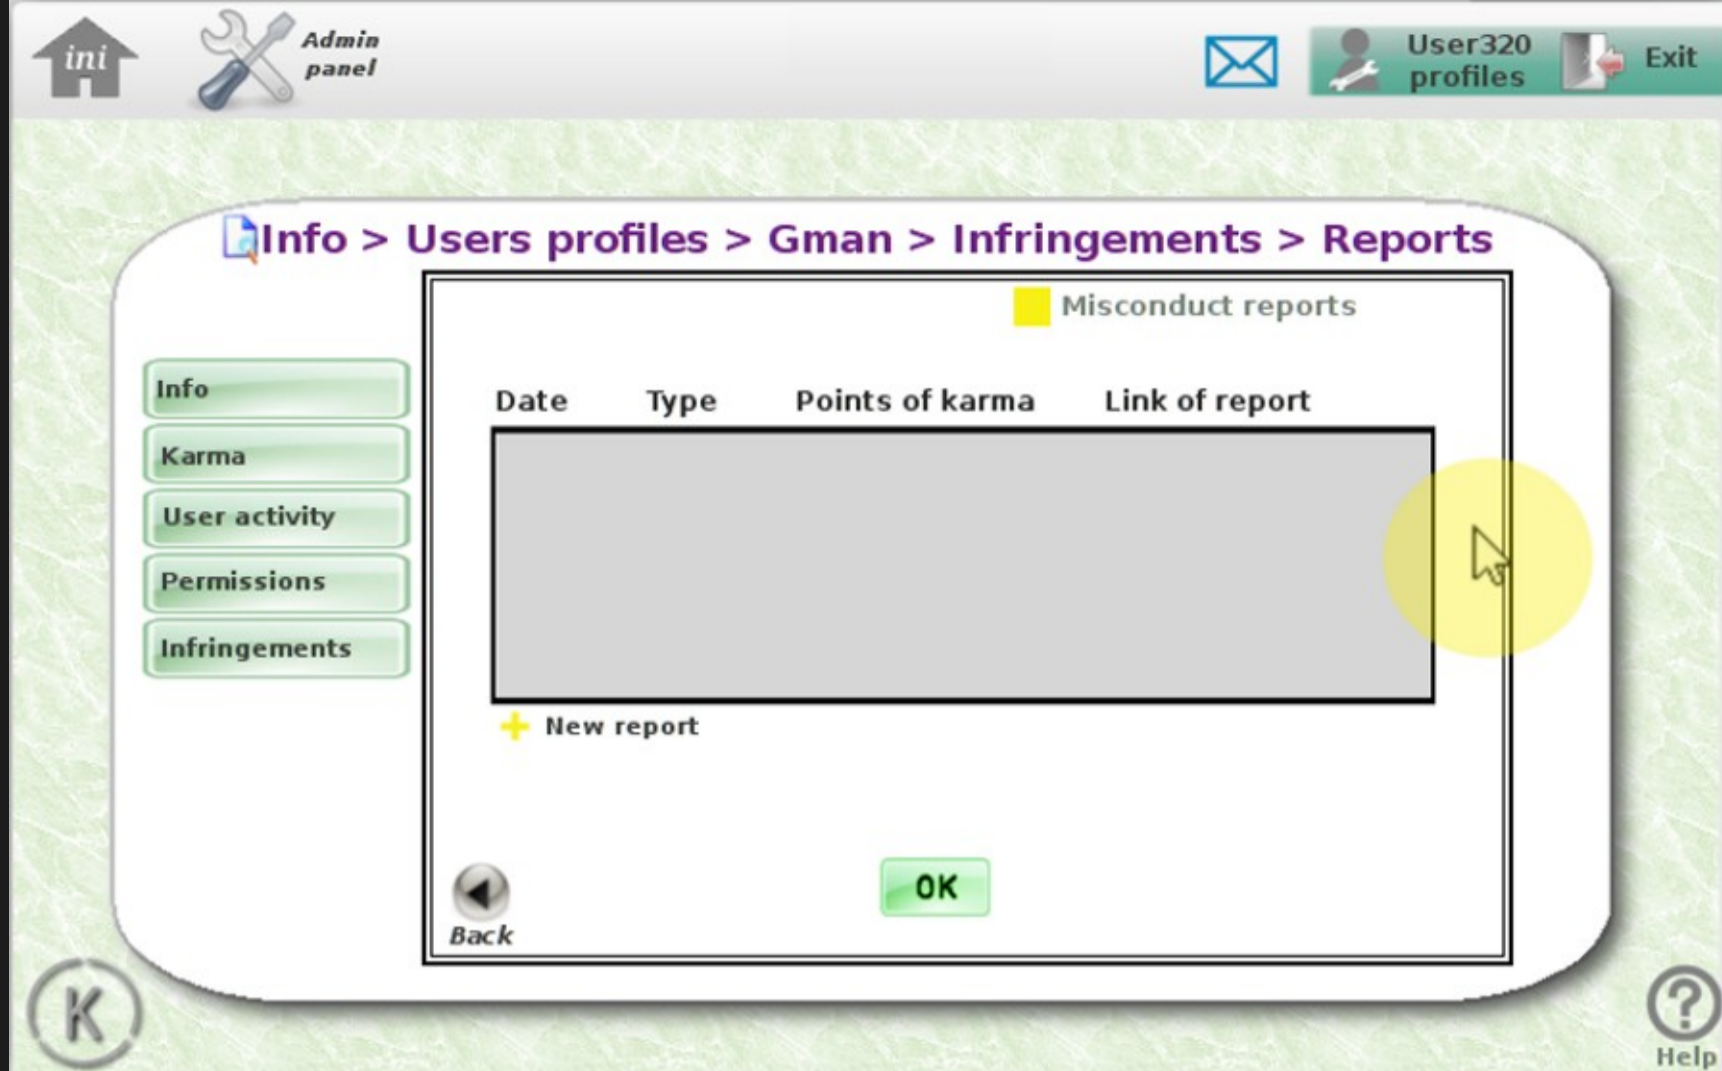 ini
Admin
panel
User320
profiles
Exit
Info > Users profiles > Gman > Infringements > Reports
Misconduct reports
Info
Karma
User activity
Permissions
Infringements
Date Type Points of karma Link of report
+ New report
OK
Back
K
?
Help